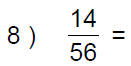 8 ) 14/56 =